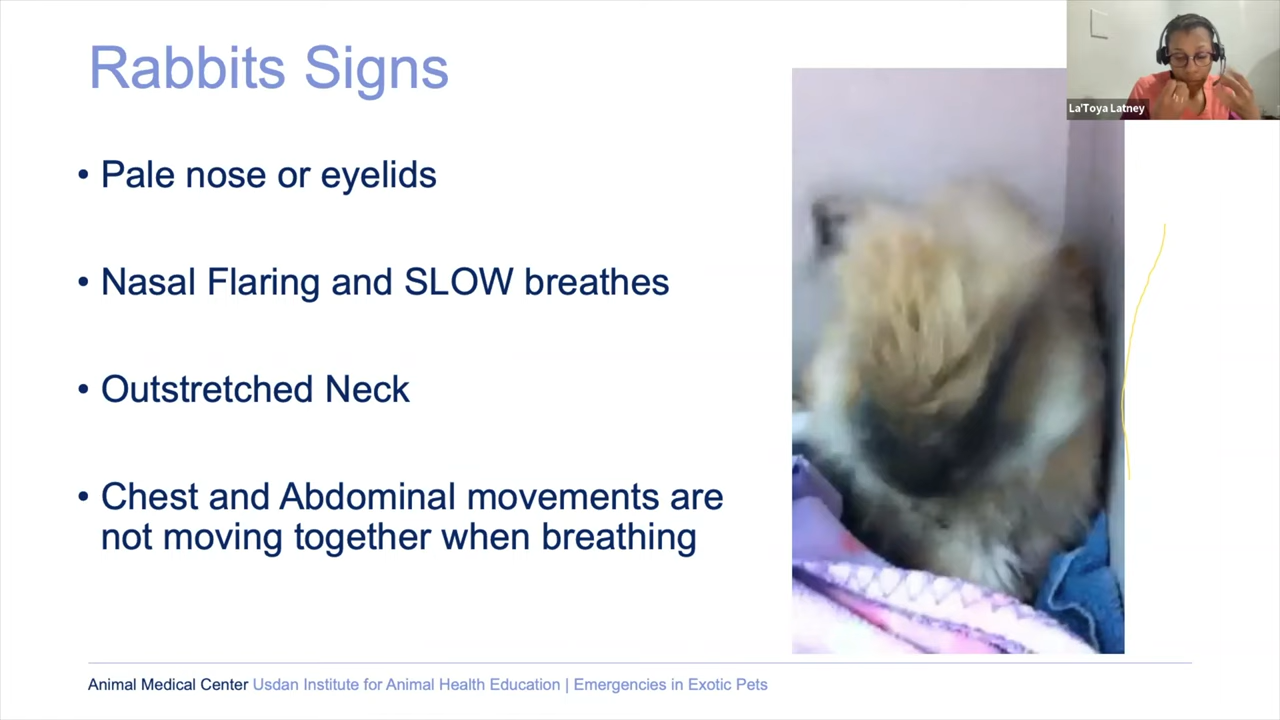 Rabbits Signs
La'Toya Latney
• Pale nose or eyelids
• Nasal Flaring and SLOW breathes
• Outstretched Neck
• Chest and Abdominal movements are
not moving together when breathing
Animal Medical Center Usdan Institute for Animal Health Education | Emergencies in Exotic Pets